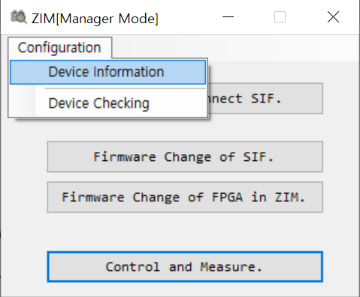 ZIM[Manager Mode]
Configuration
Device Information
Device Checking
nnect SIF.
Firmware Change of SIF.
Firmware Change of FPGA in ZIM.
Control and Measure.